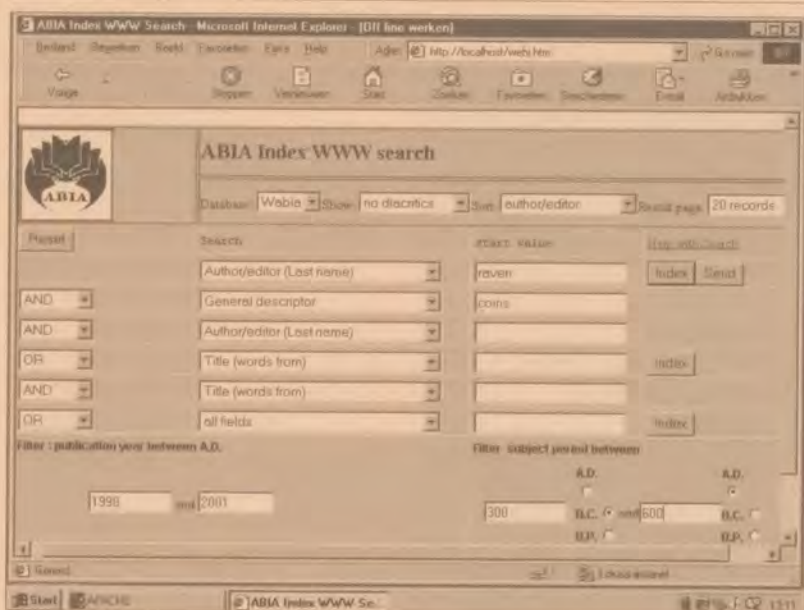 ABIA Index WWW Search - Microsoft Internet Explorer - [Off line werken]
Bestand Bewerken Beeld Favorieten Extra Help Adres http://localhost/webi.htm
Vorige Stoppen Vernieuwen Start Zoeken Favorieten Geschiedenis E-mail Afdrukken
ABIA
ABIA Index WWW search
Database Wabia Show no diacritics Sort author/editor Result page 20 records
Reset Search start value Help with Search
Author/editor (Last name) raven Index Send
AND General descriptor coins
AND Author/editor (Last name)
OR Title (words from) Index
AND Title (words from)
OR all fields Index
Filter : publication year between A.D. Filter subject period between
A.D. A.D.
1998 and 2001 300 B.C. and 600 B.C.
B.P. B.P.
Gereed Lokaal intranet
Start APACHE ABIA Index WWW Se...